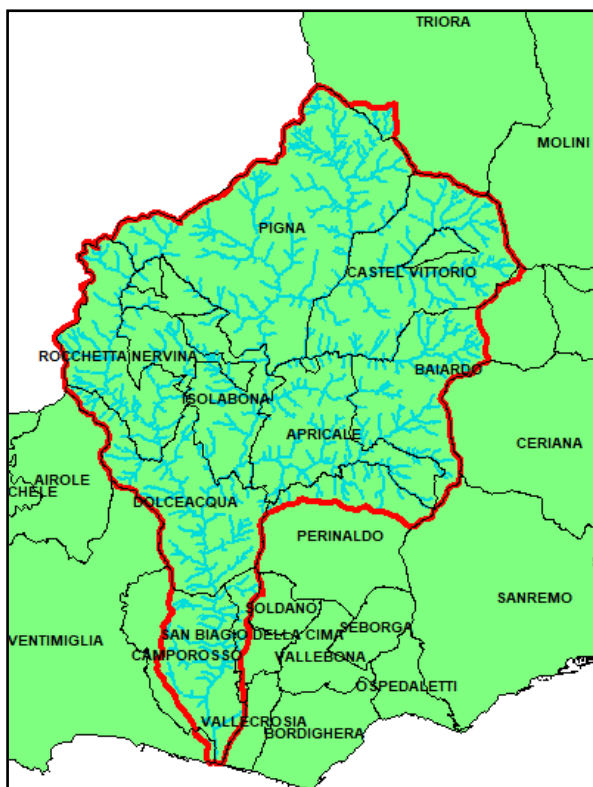 TRIORA
MOLINI
PIGNA
CASTEL VITTORIO
ROCCHETTA NERVINA
BAIARDO
ISOLABONA
APRICALE
CERIANA
AIROLE
CHELE
DOLCEACQUA
PERINALDO
SANREMO
SOLDANO
SEBORGA
SAN BIAGIO DELLA CIMA
VENTIMIGLIA
CAMPOROSSO
VALLEBONA
OSPEDALETTI
VALLECROSIA
BORDIGHERA